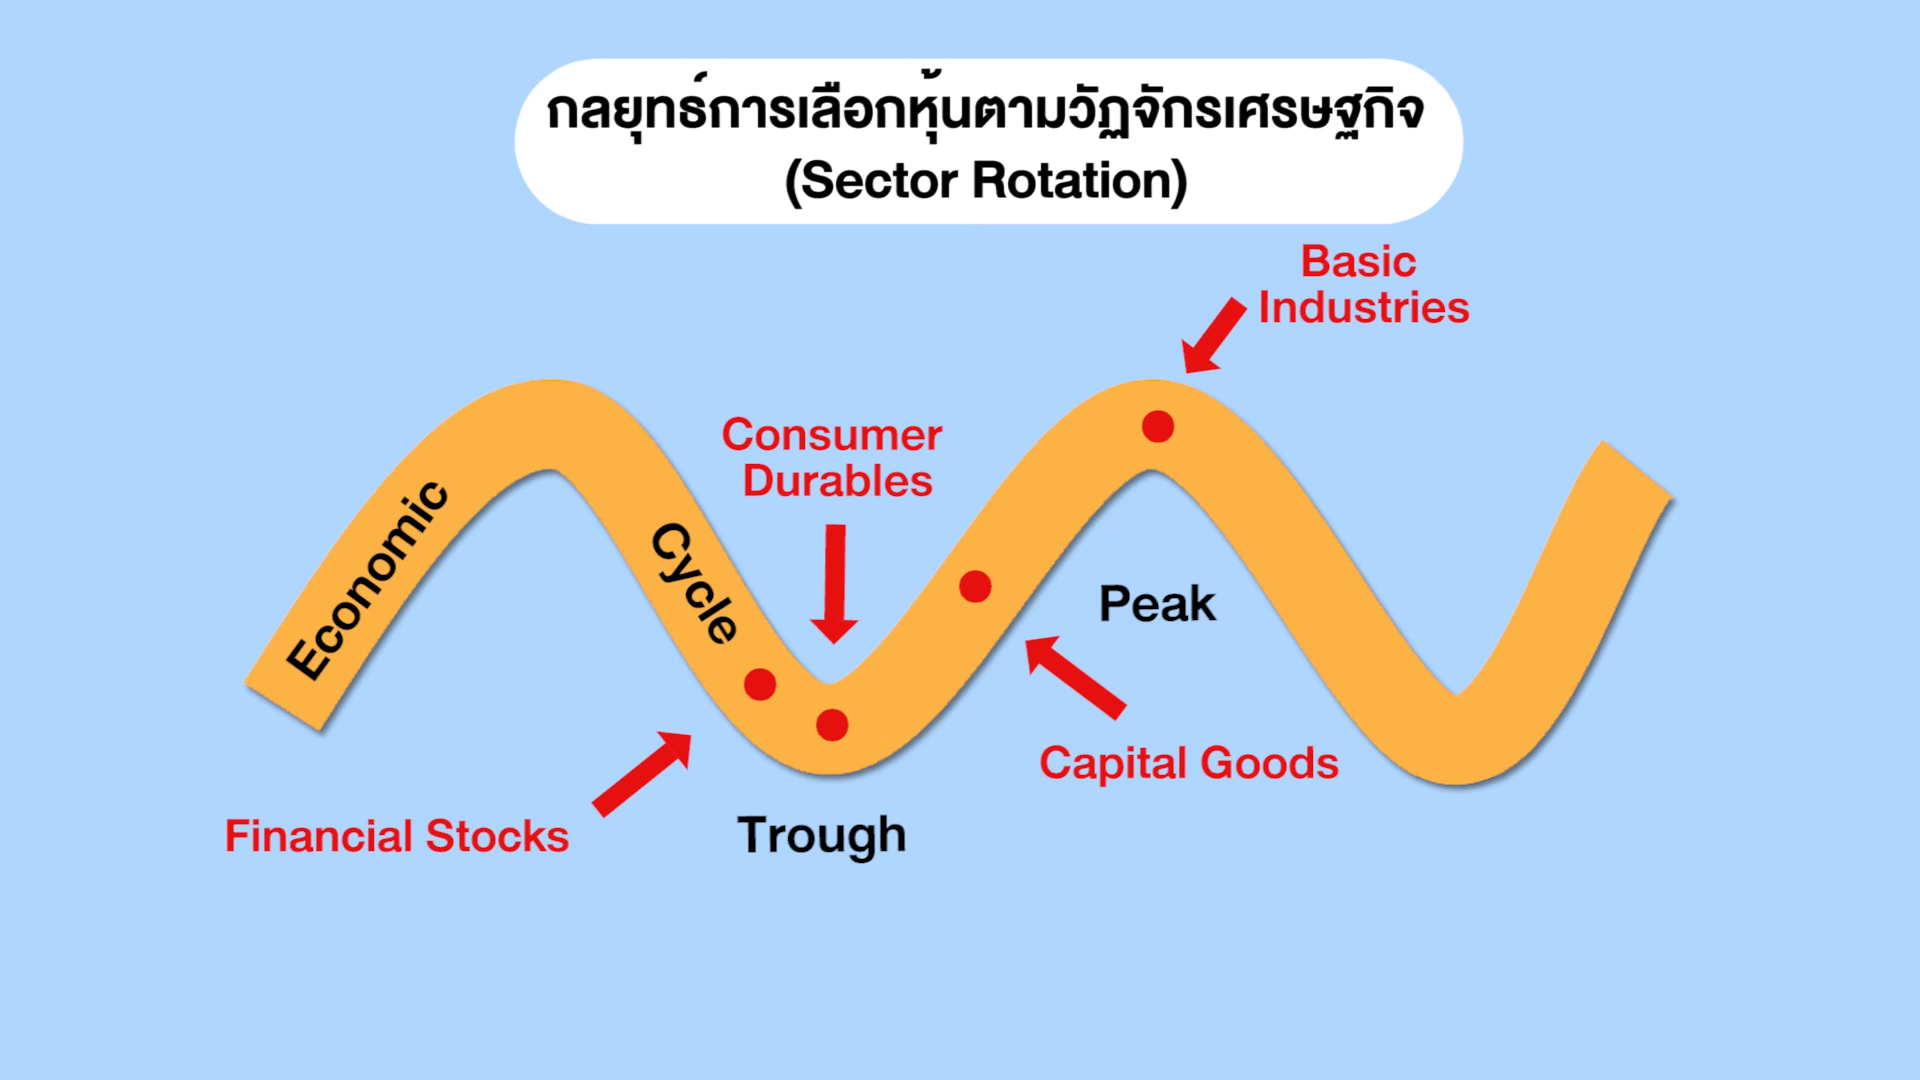 กลยุทธ์การเลือกหุ้นตามวัฏจักรเศรษฐกิจ
(Sector Rotation)
Basic
Industries
Consumer
Durables
Economic
Cycle
Peak
Capital Goods
Financial Stocks
Trough